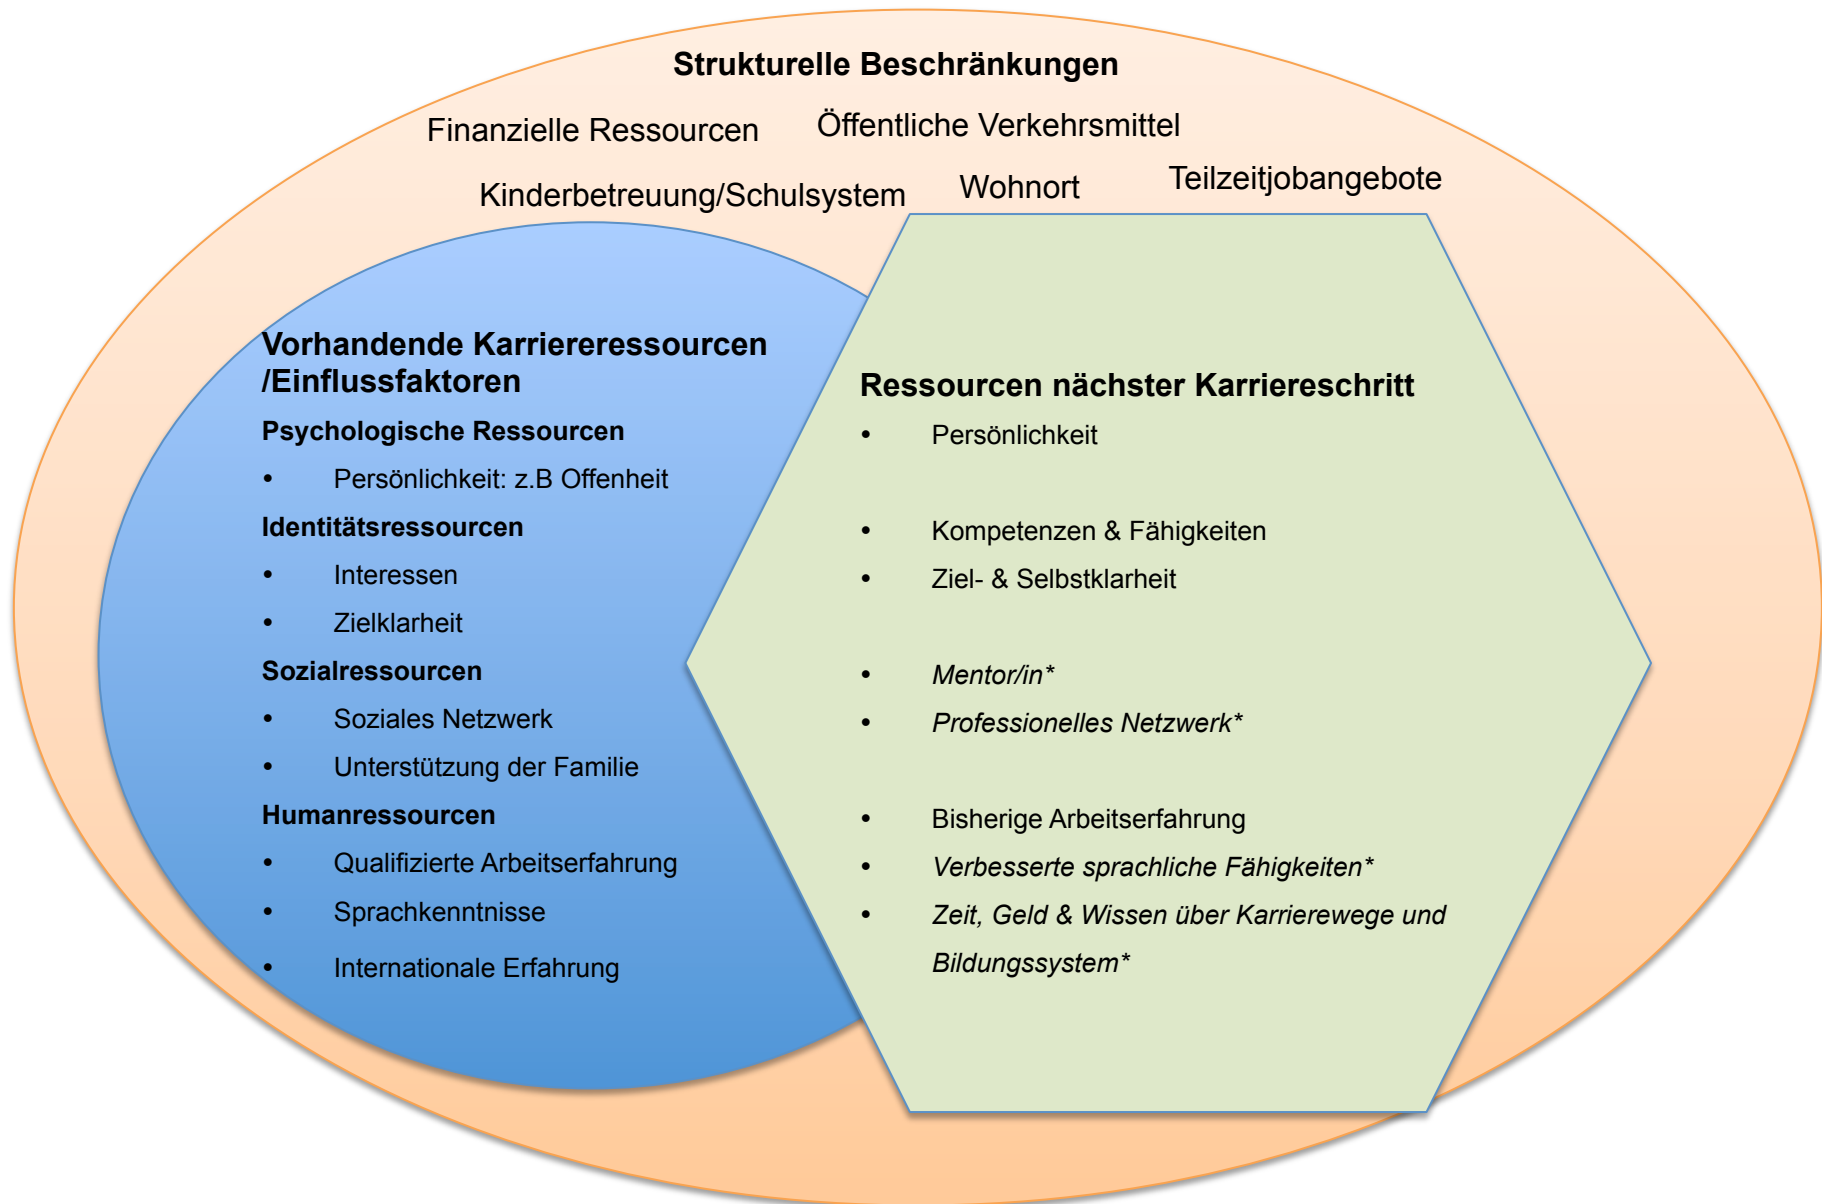 Strukturelle Beschränkungen
Finanzielle Ressourcen
Öffentliche Verkehrsmittel
Kinderbetreuung/Schulsystem
Wohnort
Teilzeitjobangebote
Vorhandende Karriereressourcen
/Einflussfaktoren
Psychologische Ressourcen
• Persönlichkeit: z.B Offenheit
Identitätsressourcen
• Interessen
• Zielklarheit
Sozialressourcen
• Soziales Netzwerk
• Unterstützung der Familie
Humanressourcen
• Qualifizierte Arbeitserfahrung
• Sprachkenntnisse
• Internationale Erfahrung
Ressourcen nächster Karriereschritt
• Persönlichkeit
• Kompetenzen & Fähigkeiten
• Ziel- & Selbstklarheit
• Mentor/in*
• Professionelles Netzwerk*
• Bisherige Arbeitserfahrung
• Verbesserte sprachliche Fähigkeiten*
• Zeit, Geld & Wissen über Karrierewege und
Bildungssystem*